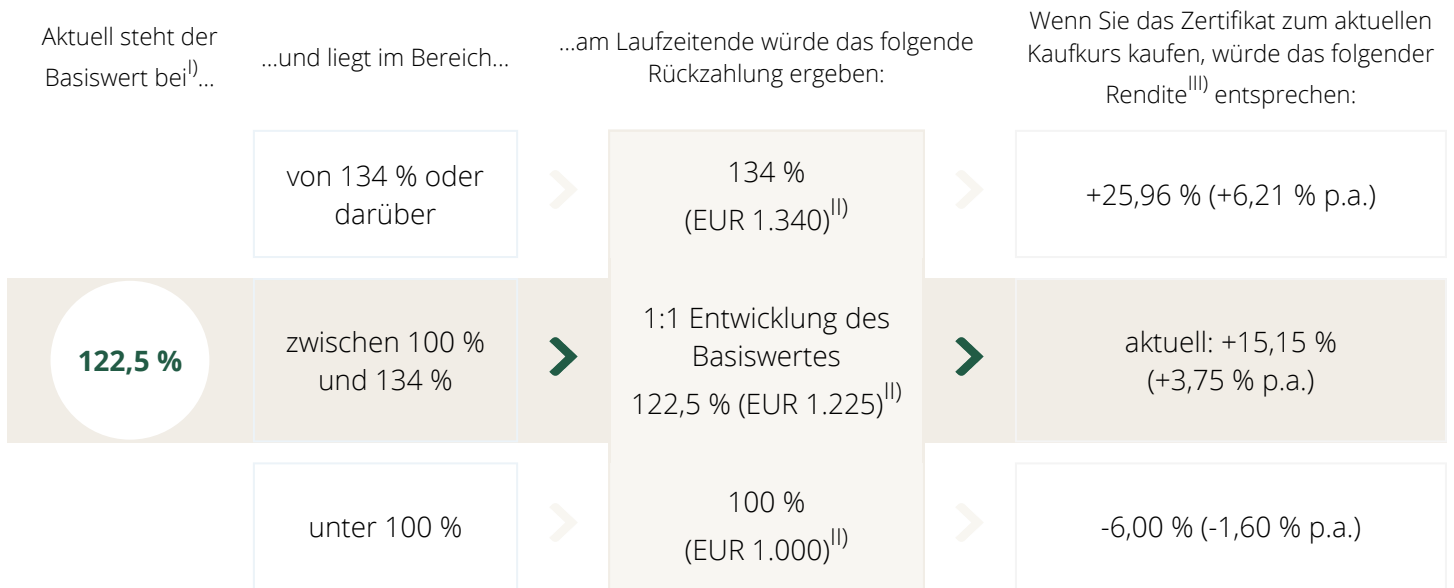 Aktuell steht der
Basiswert bei I)...
...und liegt im Bereich...
...am Laufzeitende würde das folgende
Rückzahlung ergeben:
Wenn Sie das Zertifikat zum aktuellen
Kaufkurs kaufen, würde das folgender
Rendite III) entsprechen:
von 134 % oder
darüber
134 %
(EUR 1.340) II)
+25,96 % (+6,21 % p.a.)
122,5 %
zwischen 100 %
und 134 %
1:1 Entwicklung des
Basiswertes
122,5 % (EUR 1.225) II)
aktuell: +15,15 %
(+3,75 % p.a.)
unter 100 %
100 %
(EUR 1.000) II)
-6,00 % (-1,60 % p.a.)